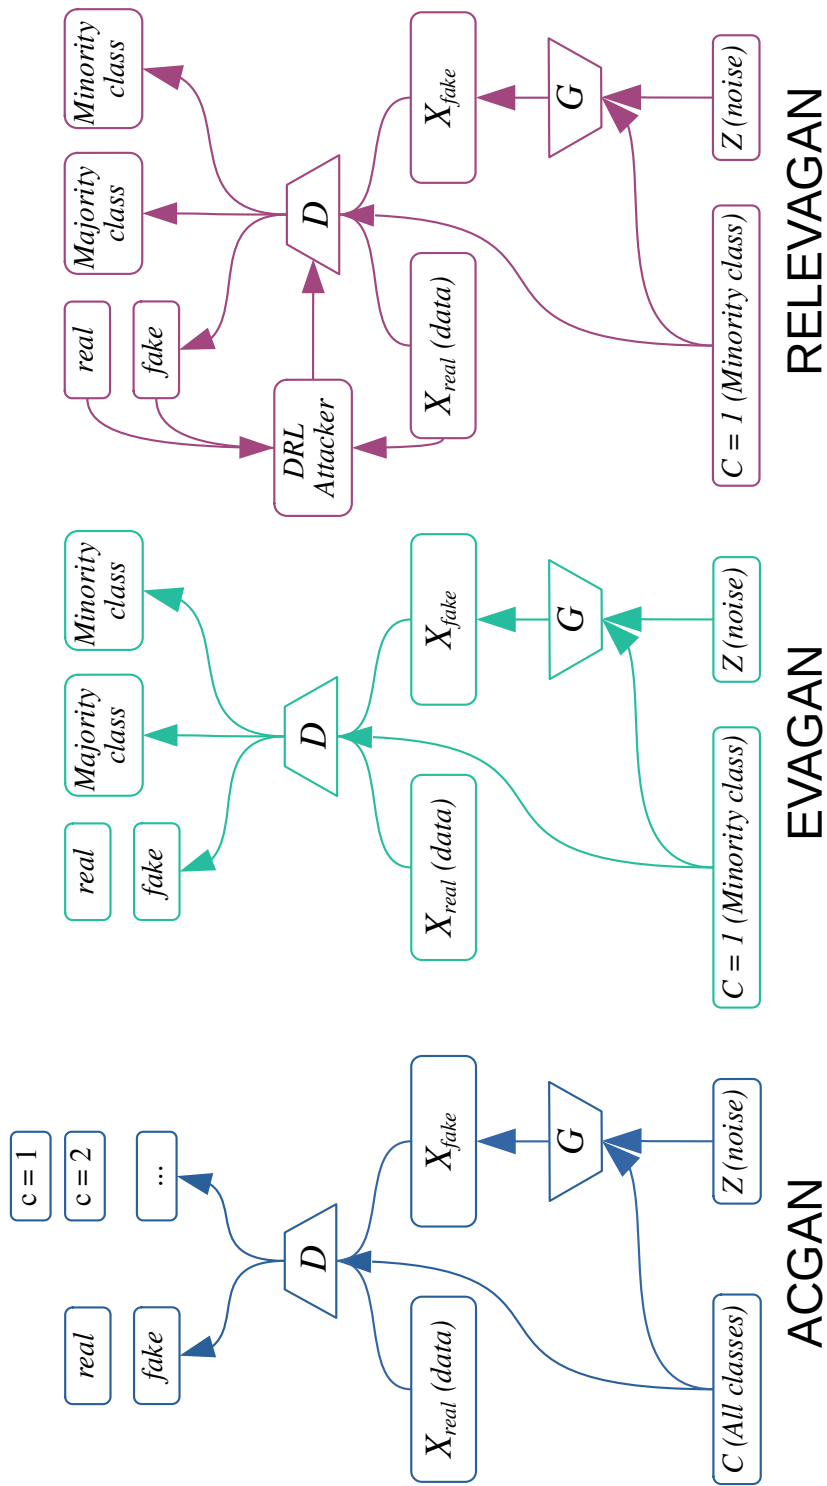 c = 1
c = 2
...
real
fake
D
X_real (data)
X_fake
G
C (All classes)
Z (noise)
ACGAN
real
fake
Majority
class
Minority
class
D
X_real (data)
X_fake
G
C = 1 (Minority class)
Z (noise)
EVAGAN
real
fake
Majority
class
Minority
class
DRL
Attacker
D
X_real (data)
X_fake
G
C = 1 (Minority class)
Z (noise)
RELEVAGAN